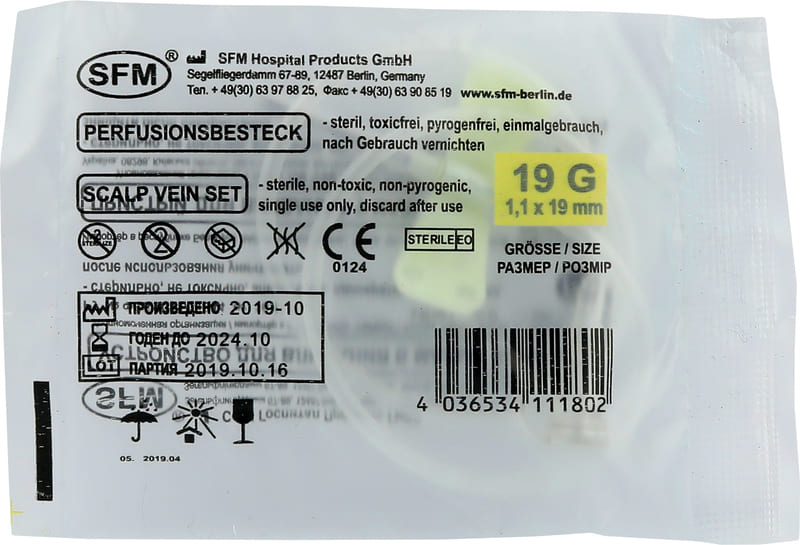 SFM® SFM Hospital Products GmbH
Segelfliegerdamm 67-89, 12487 Berlin, Germany
Тел. + 49(30) 63 97 88 25, Факс +49(30) 63 90 85 19 www.sfm-berlin.de
PERFUSIONSBESTECK - steril, toxicfrei, pyrogenfrei, einmalgebrauch,
nach Gebrauch vernichten
SCALP VEIN SET - sterile, non-toxic, non-pyrogenic,
single use only, discard after use
19 G
1,1 x 19 mm
CE
0124
STERILE EO
GRÖSSE / SIZE
РАЗМЕР / РОЗМІР
ПРОИЗВЕДЕНО 2019-10
ГОДЕН ДО 2024.10
LOT ПАРТИЯ 2019.10.16
4 036534 111802
05. 2019.04